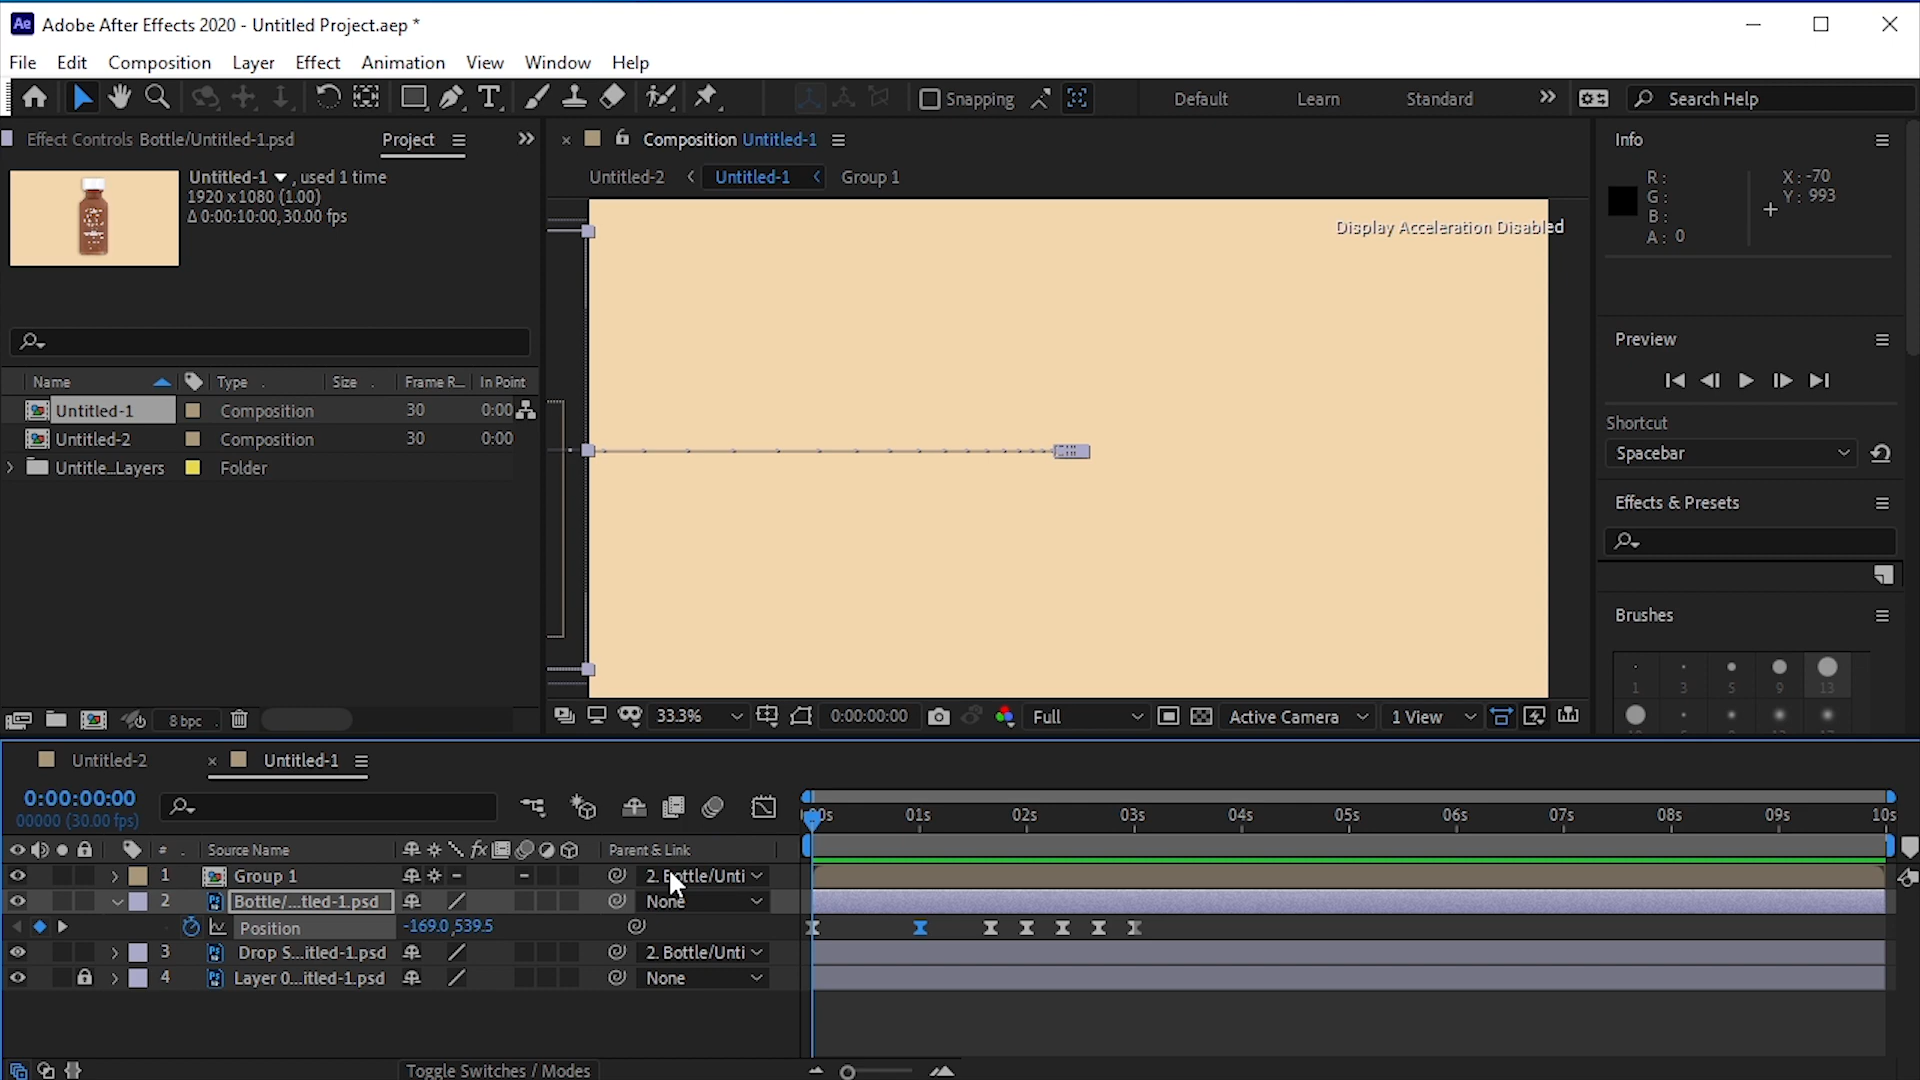 Ae Adobe After Effects 2020 - Untitled Project.aep *
File Edit Composition Layer Effect Animation View Window Help
Snapping Default Learn Standard Search Help
Effect Controls Bottle/Untitled-1.psd Project
Composition Untitled-1
Info
Untitled-1 , used 1 time
1920 x 1080 (1.00)
Δ 0:00:10:00, 30.00 fps
Untitled-2 Untitled-1 Group 1
R :
G :
B :
A : 0
X : -70
Y : 993
Display Acceleration Disabled
Preview
Name Type Size Frame R... In Point
Untitled-1 Composition 30 0:00
Untitled-2 Composition 30 0:00
Untitle...Layers Folder
Shortcut
Spacebar
Effects & Presets
Brushes
1 3 5 9 13
8 bpc
33.3% 0:00:00:00 Full Active Camera 1 View
Untitled-2 Untitled-1
0:00:00:00
00000 (30.00 fps)
01s 02s 03s 04s 05s 06s 07s 08s 09s 10s
# Source Name fx Parent & Link
1 Group 1 2. Bottle/Unti
2 Bottle/...tled-1.psd None
Position -169.0,539.5
3 Drop S...itled-1.psd 2. Bottle/Unti
4 Layer 0...itled-1.psd None
Toggle Switches / Modes